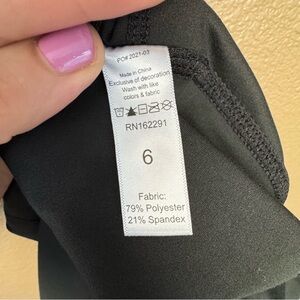 PO# 2021-03
Made in China
Exclusive of decoration
Wash with like
colors & fabric
RN162291
6
Fabric:
79% Polyester
21% Spandex